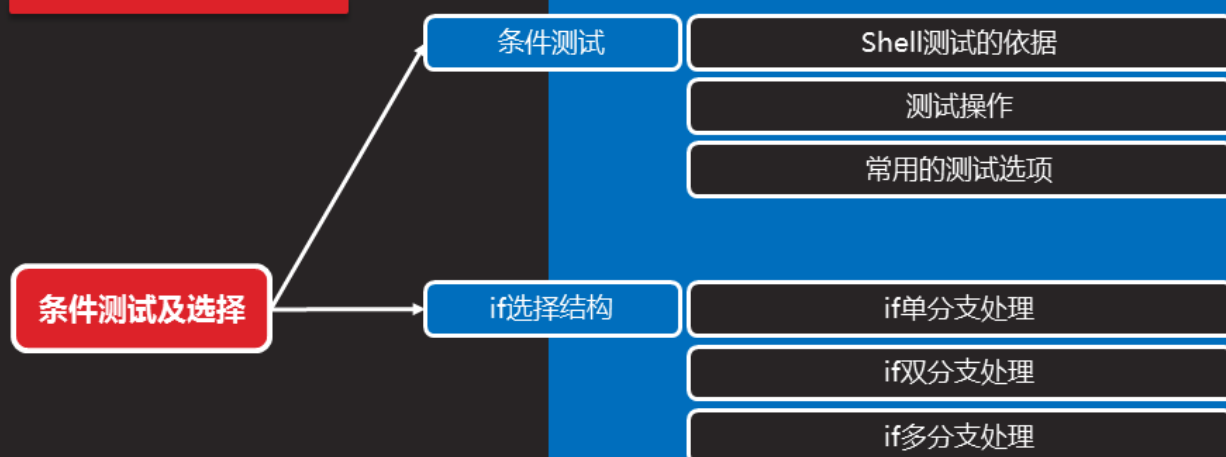 条件测试
Shell测试的依据
测试操作
常用的测试选项
条件测试及选择
if选择结构
if单分支处理
if双分支处理
if多分支处理